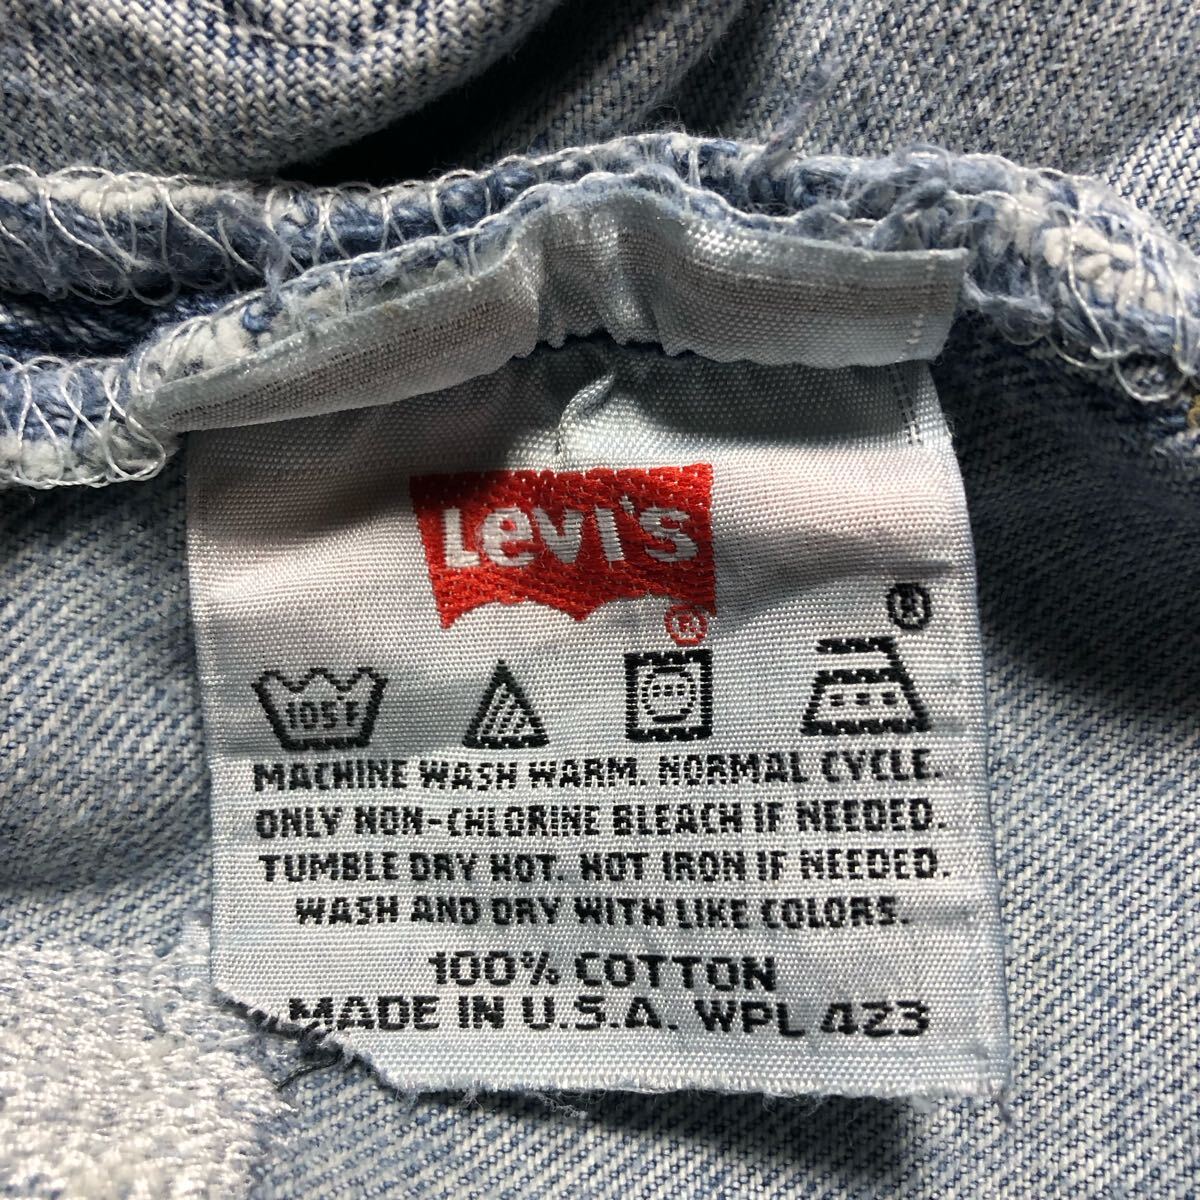 Levi's
®
®
105F
MACHINE WASH WARM. NORMAL CYCLE.
ONLY NON-CHLORINE BLEACH IF NEEDED.
TUMBLE DRY HOT. HOT IRON IF NEEDED.
WASH AND DRY WITH LIKE COLORS.
100% COTTON
MADE IN U.S.A. WPL 423